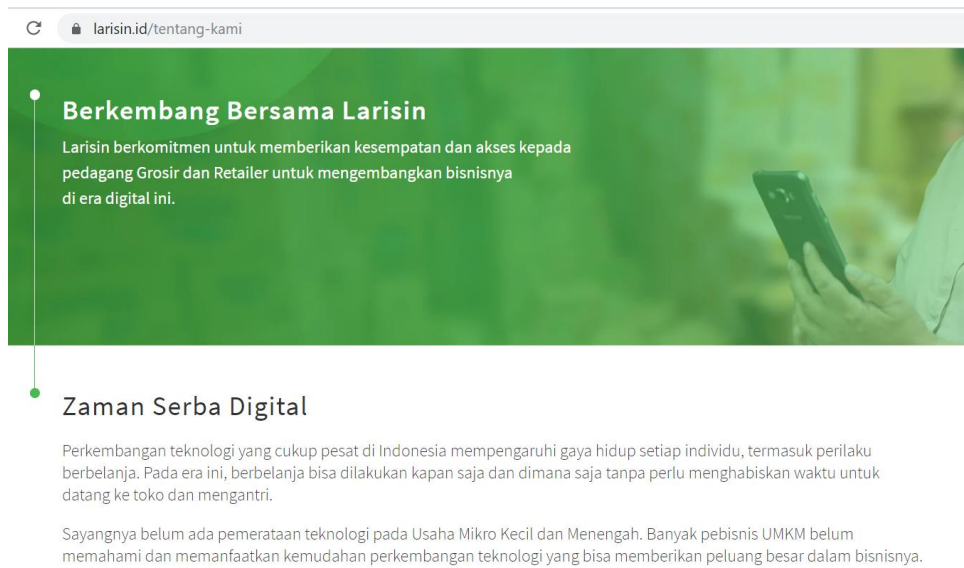 larisin.id/tentang-kami
Berkembang Bersama Larisin
Larisin berkomitmen untuk memberikan kesempatan dan akses kepada
pedagang Grosir dan Retailer untuk mengembangkan bisnisnya
di era digital ini.
Zaman Serba Digital
Perkembangan teknologi yang cukup pesat di Indonesia mempengaruhi gaya hidup setiap individu, termasuk perilaku
berbelanja. Pada era ini, berbelanja bisa dilakukan kapan saja dan dimana saja tanpa perlu menghabiskan waktu untuk
datang ke toko dan mengantri.
Sayangnya belum ada pemerataan teknologi pada Usaha Mikro Kecil dan Menengah. Banyak pebisnis UMKM belum
memahami dan memanfaatkan kemudahan perkembangan teknologi yang bisa memberikan peluang besar dalam bisnisnya.